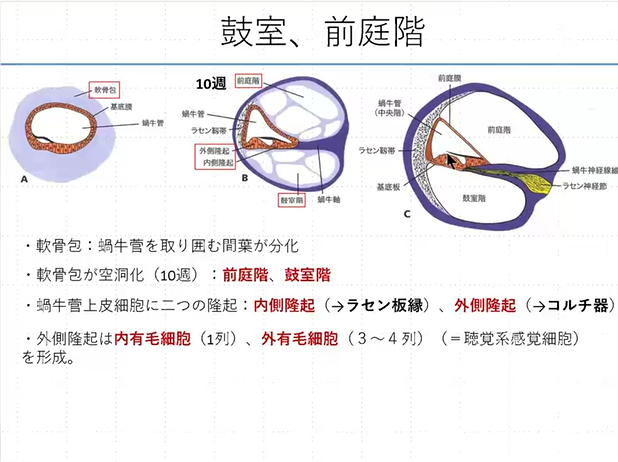 鼓室、前庭階
軟骨包
基底膜
蝸牛管
A
10週
前庭階
蝸牛管
ラセン靱帯
外側隆起
内側隆起
鼓室階
蝸牛軸
B
前庭膜
蝸牛管
(中央階)
前庭階
ラセン靱帯
基底板
鼓室階
蝸牛神経線維
ラセン神経節
C
・軟骨包：蝸牛菅を取り囲む間葉が分化
・軟骨包が空洞化（10週）：前庭階、鼓室階
・蝸牛菅上皮細胞に二つの隆起：内側隆起（→ラセン板縁）、外側隆起（→コルチ器）
・外側隆起は内有毛細胞（1列）、外有毛細胞（３～４列）（＝聴覚系感覚細胞）
を形成。